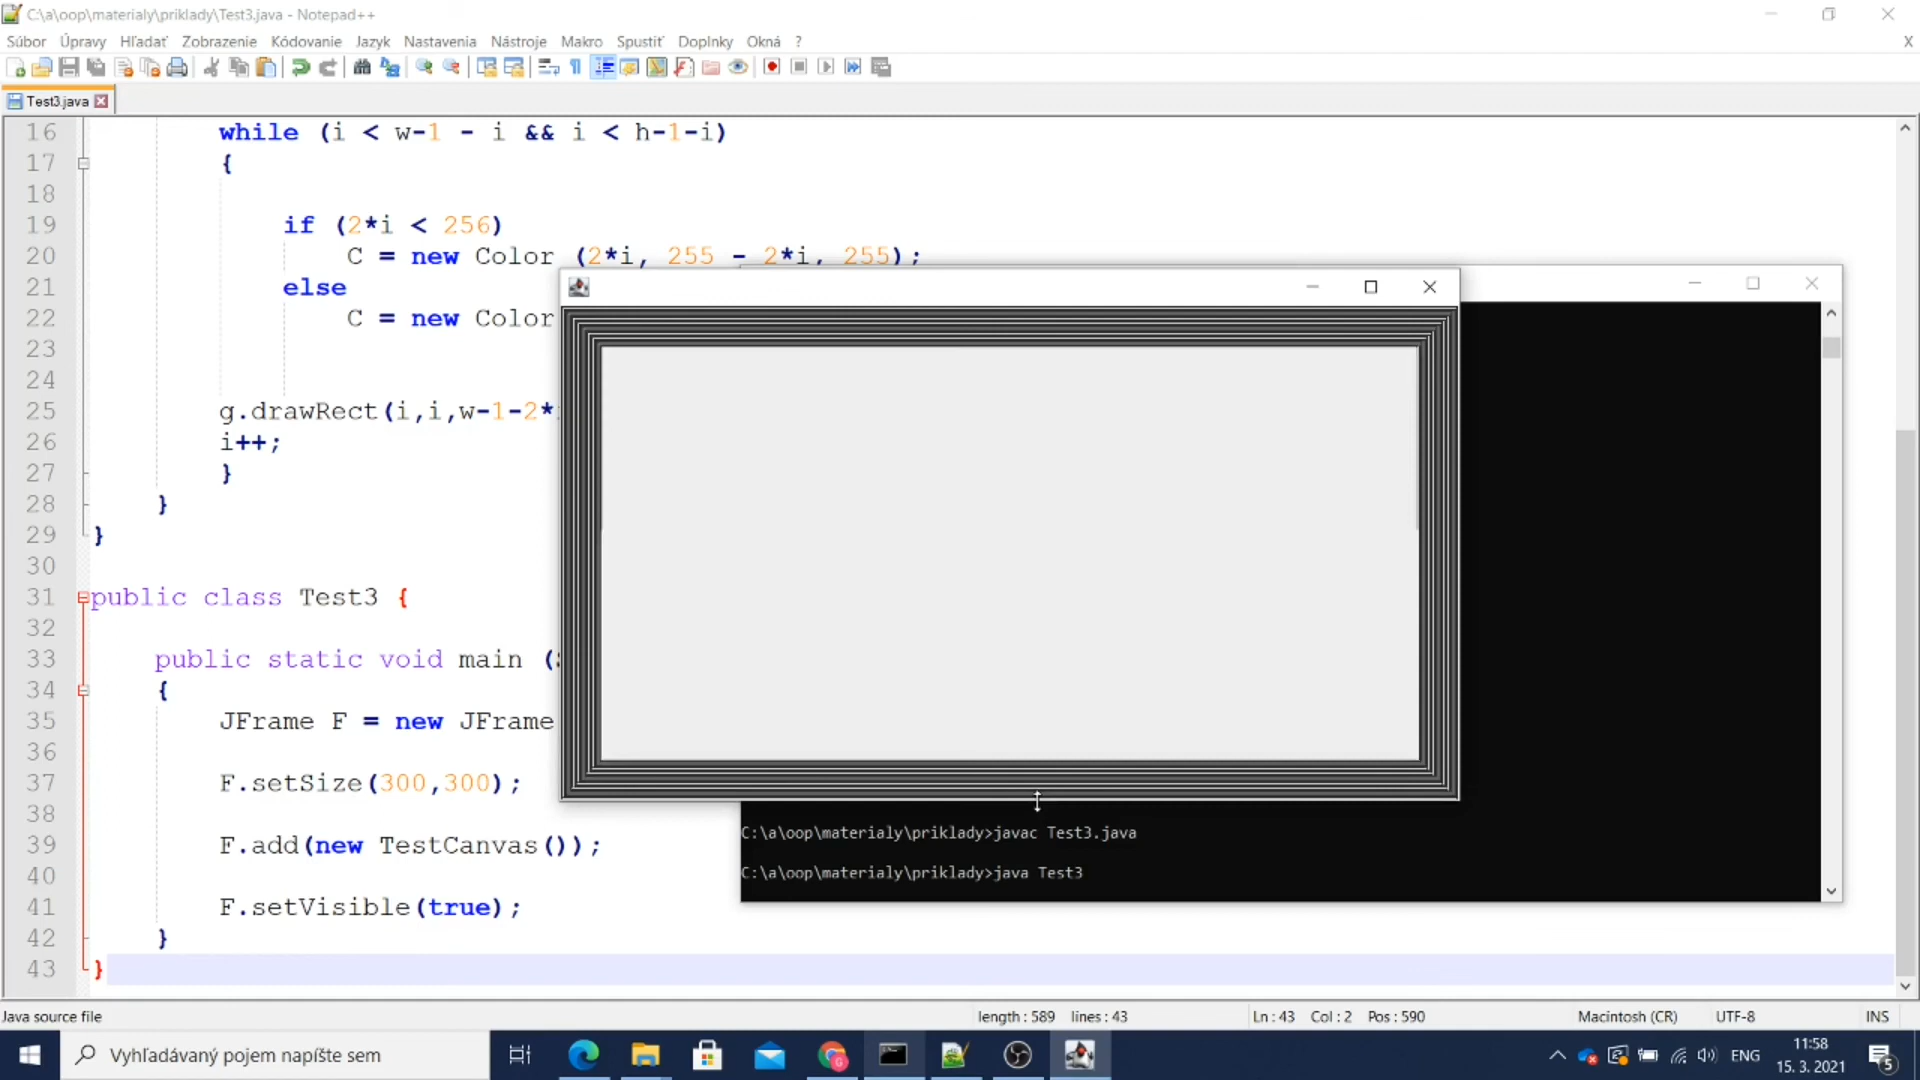 C:\a\oop\materialy\priklady\Test3.java - Notepad++
Súbor Úpravy Hľadať Zobrazenie Kódovanie Jazyk Nastavenia Nástroje Makro Spustiť Doplnky Okná ? X
Test3.java
16 while (i < w-1 - i && i < h-1-i)
17 {
18
19 if (2*i < 256)
20 C = new Color (2*i, 255 - 2*i, 255);
21 else
22 C = new Color
23
24
25 g.drawRect(i,i,w-1-2*
26 i++;
27 }
28 }
29 }
30
31 public class Test3 {
32
33 public static void main (
34 {
35 JFrame F = new JFrame
36
37 F.setSize(300,300);
38
39 F.add(new TestCanvas());
40
41 F.setVisible(true);
42 }
43 }
C:\a\oop\materialy\priklady>javac Test3.java
C:\a\oop\materialy\priklady>java Test3
Java source file length : 589 lines : 43 Ln : 43 Col : 2 Pos : 590 Macintosh (CR) UTF-8 INS
Vyhľadávaný pojem napíšte sem
ENG
11:58
15. 3. 2021
5